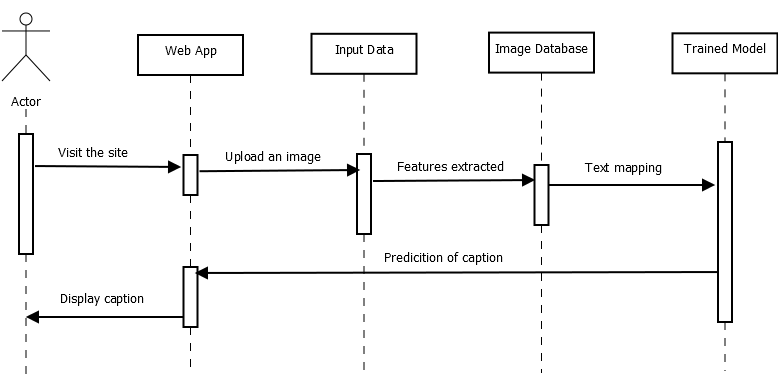 Web App
Input Data
Image Database
Trained Model
Actor
Visit the site
Upload an image
Features extracted
Text mapping
Predicition of caption
Display caption